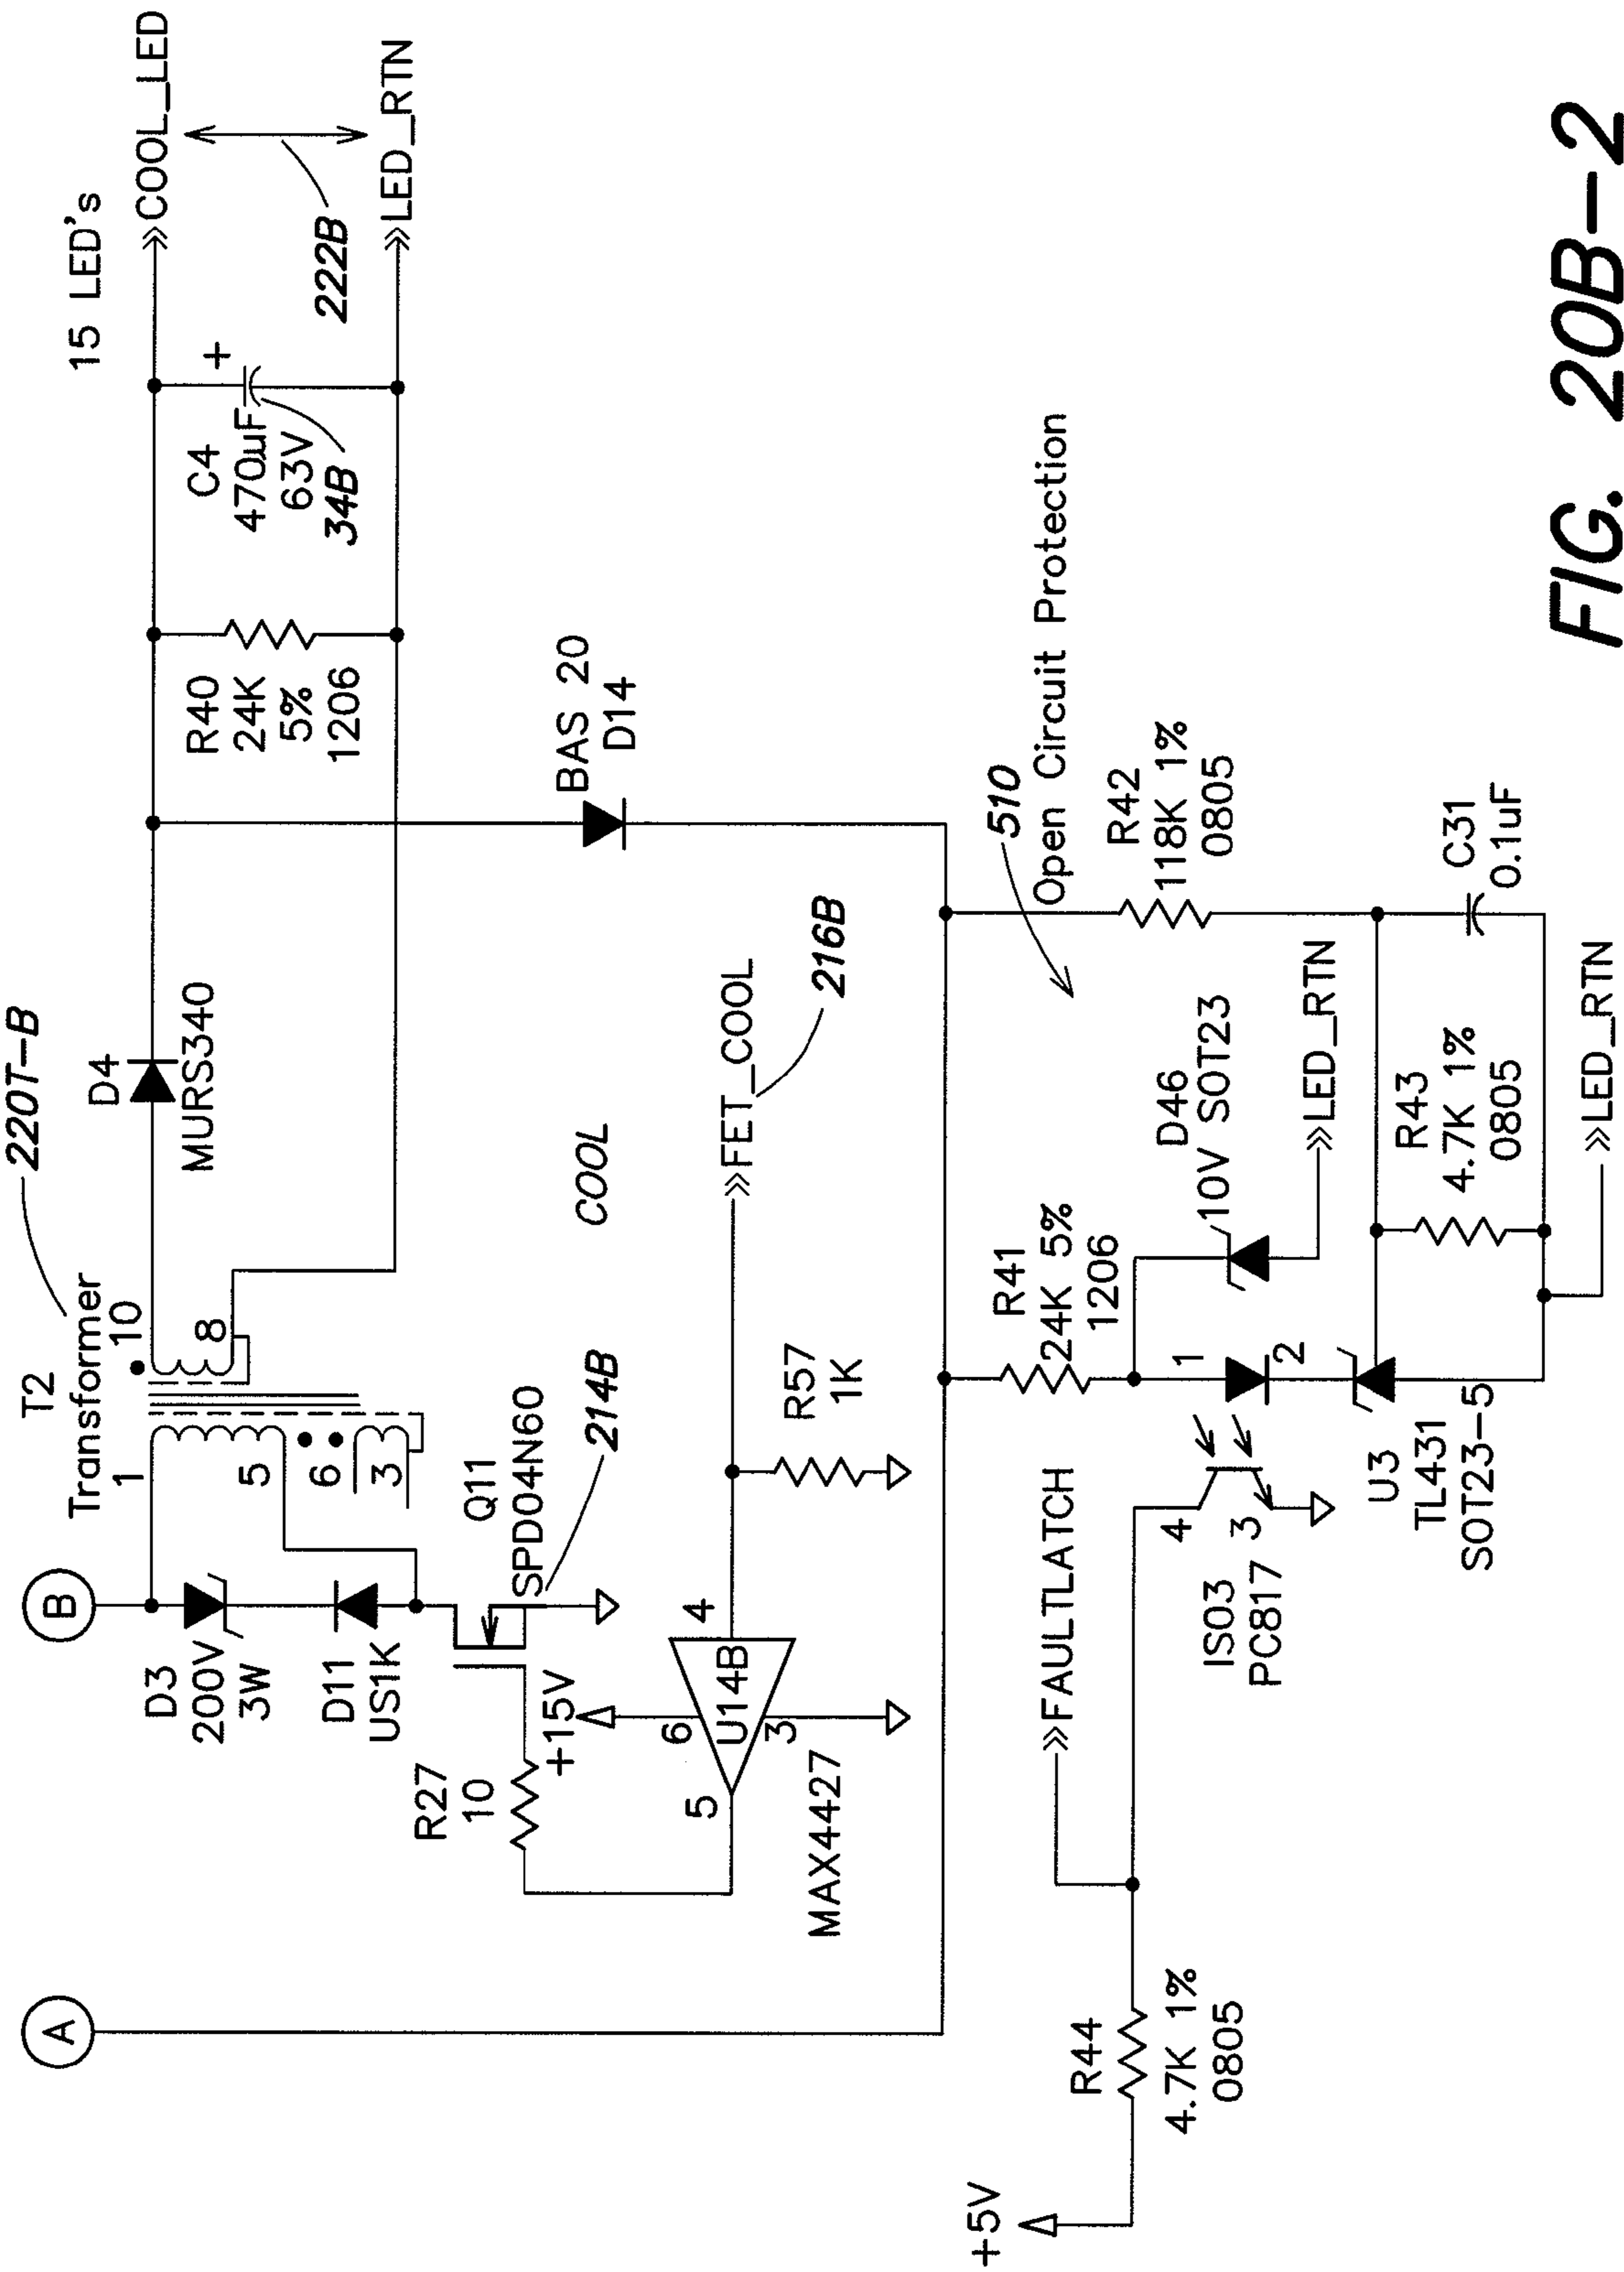 220T-B
T2
Transformer
1
10
5
6
3
8
B
A
D4
MURS340
15 LED's
COOL_LED
LED_RTN
222B
C4
470uF
63V
34B
+
R40
24K
5%
1206
D3
200V
3W
D11
US1K
Q11
SPD04N60
214B
COOL
BAS 20
D14
R27
10
+15V
6
U14B
4
5
3
MAX4427
FET_COOL
216B
R57
1K
510
Open Circuit Protection
R41
24K 5%
1206
D46
10V SOT23
LED_RTN
R42
118K 1%
0805
FAULTLATCH
+5V
R44
4.7K 1%
0805
4
3
ISO3
PC817
1
2
U3
TL431
SOT23-5
R43
4.7K 1%
0805
C31
0.1uF
LED_RTN
FIG. 20B-2